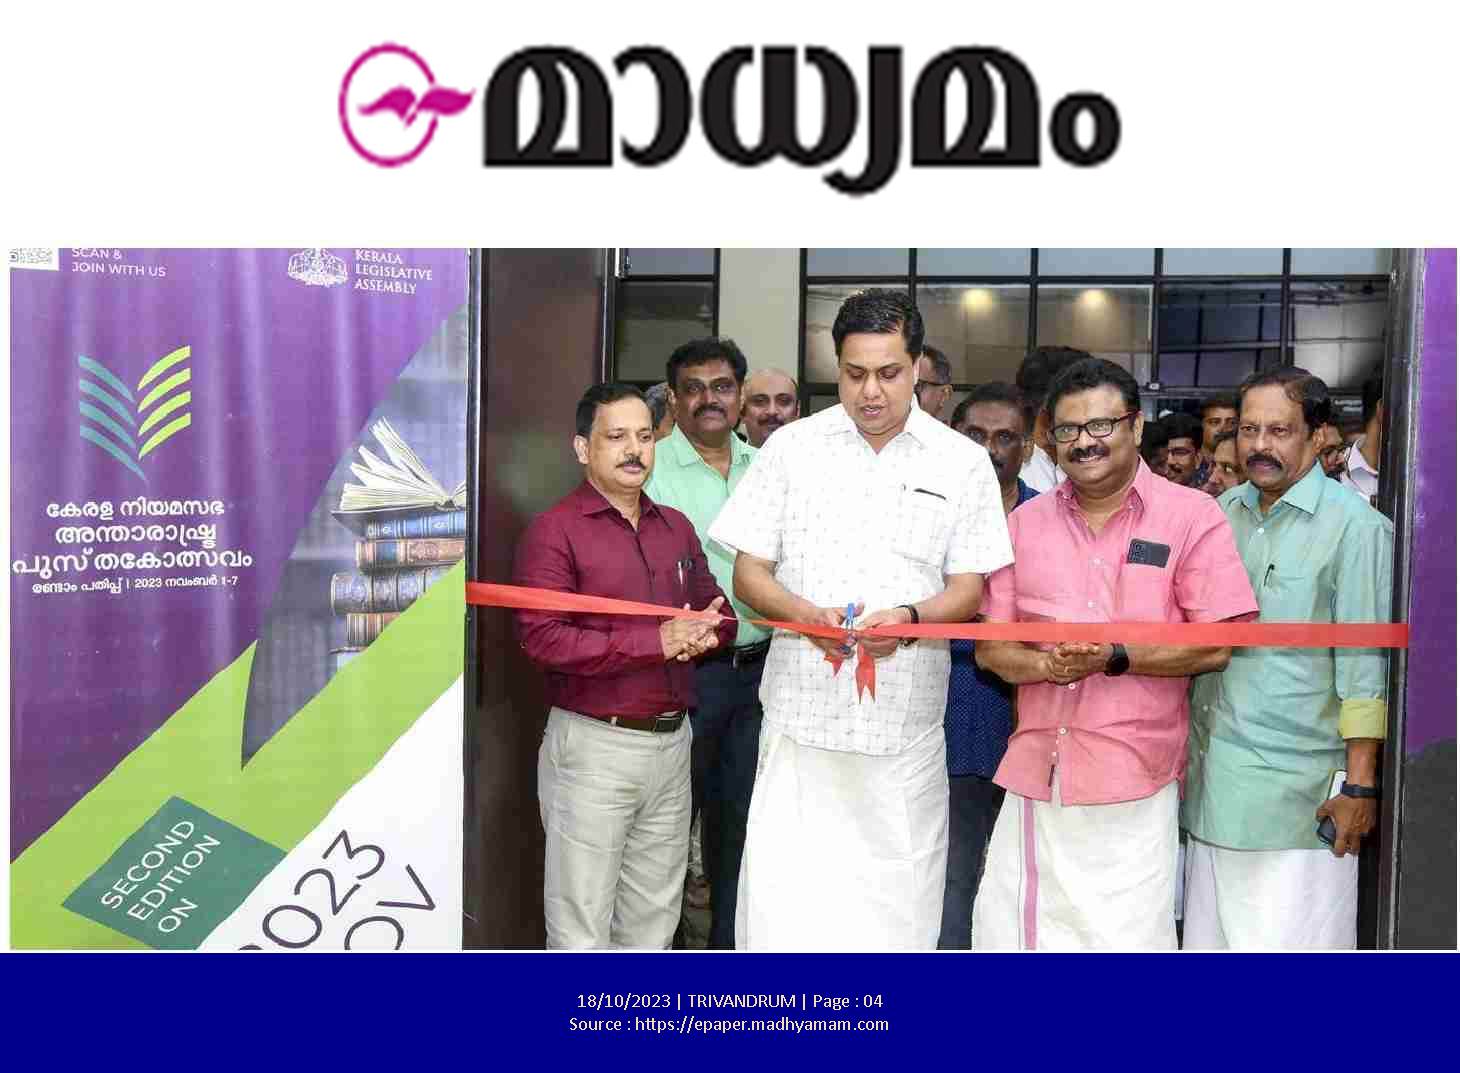 മാധ്യമം
SCAN &
JOIN WITH US
KERALA
LEGISLATIVE
ASSEMBLY
കേരള നിയമസഭ
അന്താരാഷ്ട്ര
പുസ്തകോത്സവം
രണ്ടാം പതിപ്പ് | 2023 നവംബർ 1-7
SECOND
EDITION
ON
2023
OV
18/10/2023 | TRIVANDRUM | Page : 04
Source : https://epaper.madhyamam.com